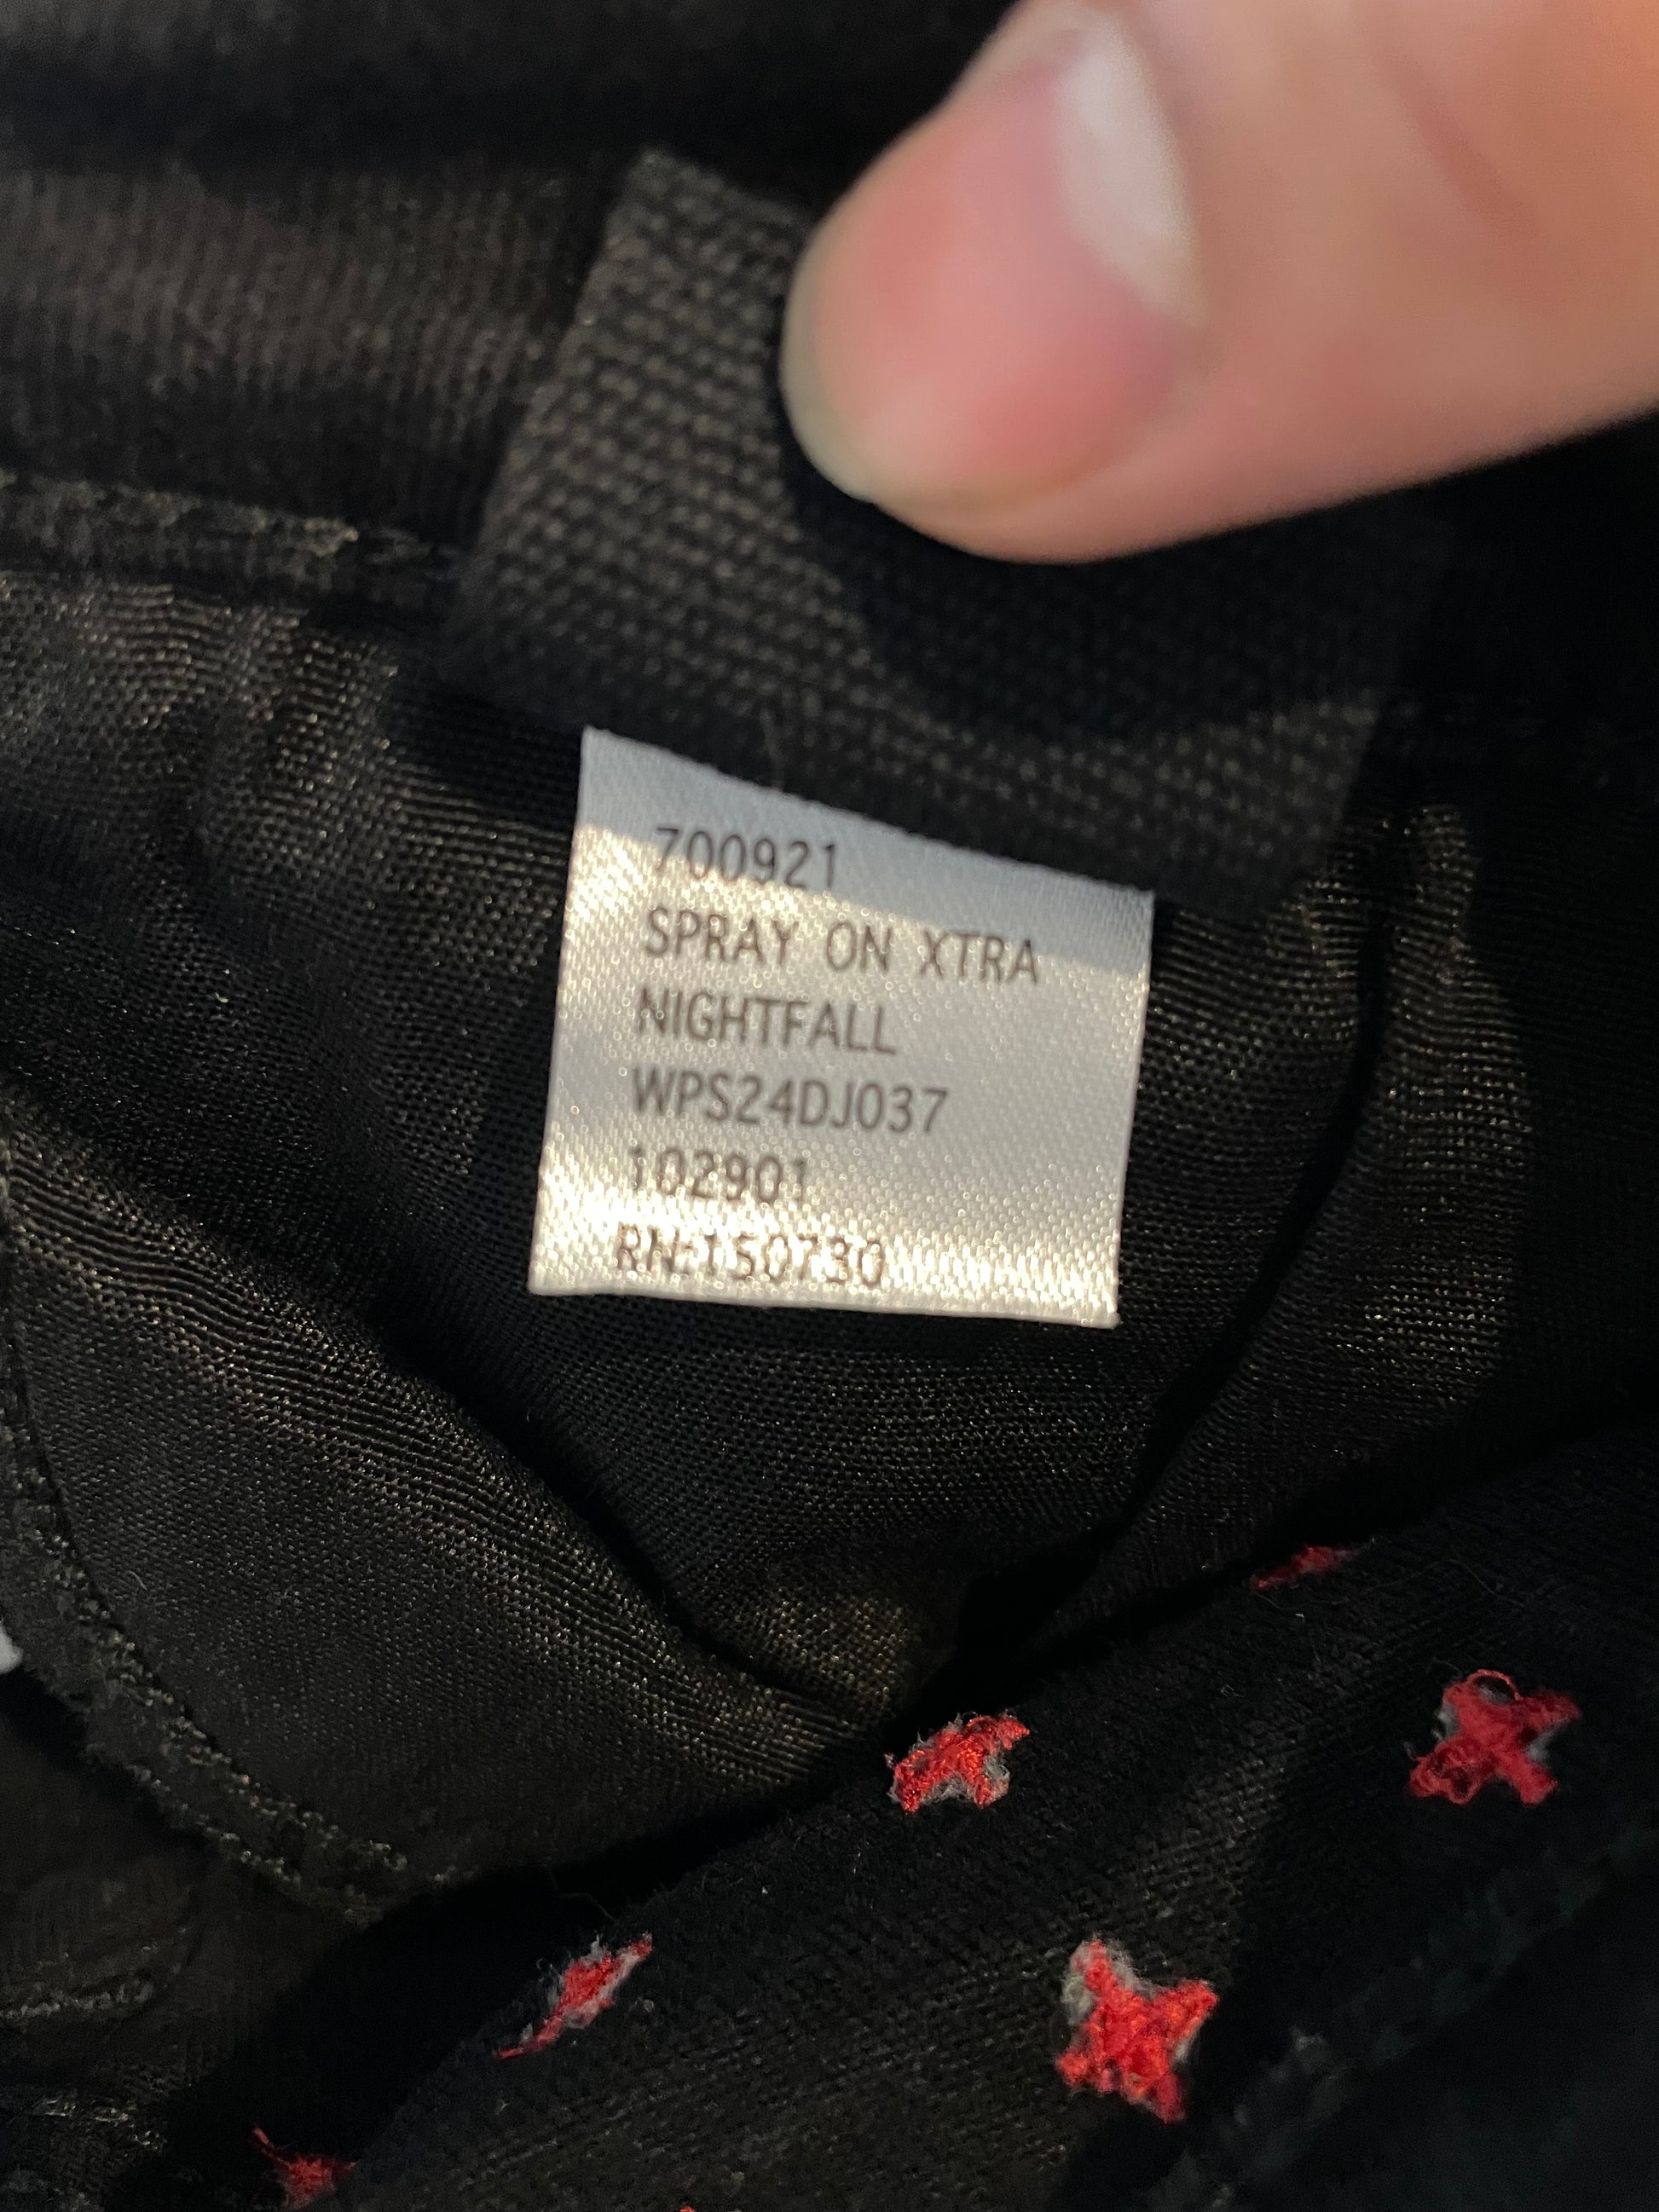 700921
SPRAY ON XTRA
NIGHTFALL
WPS24DJ037
102901
RN:150730